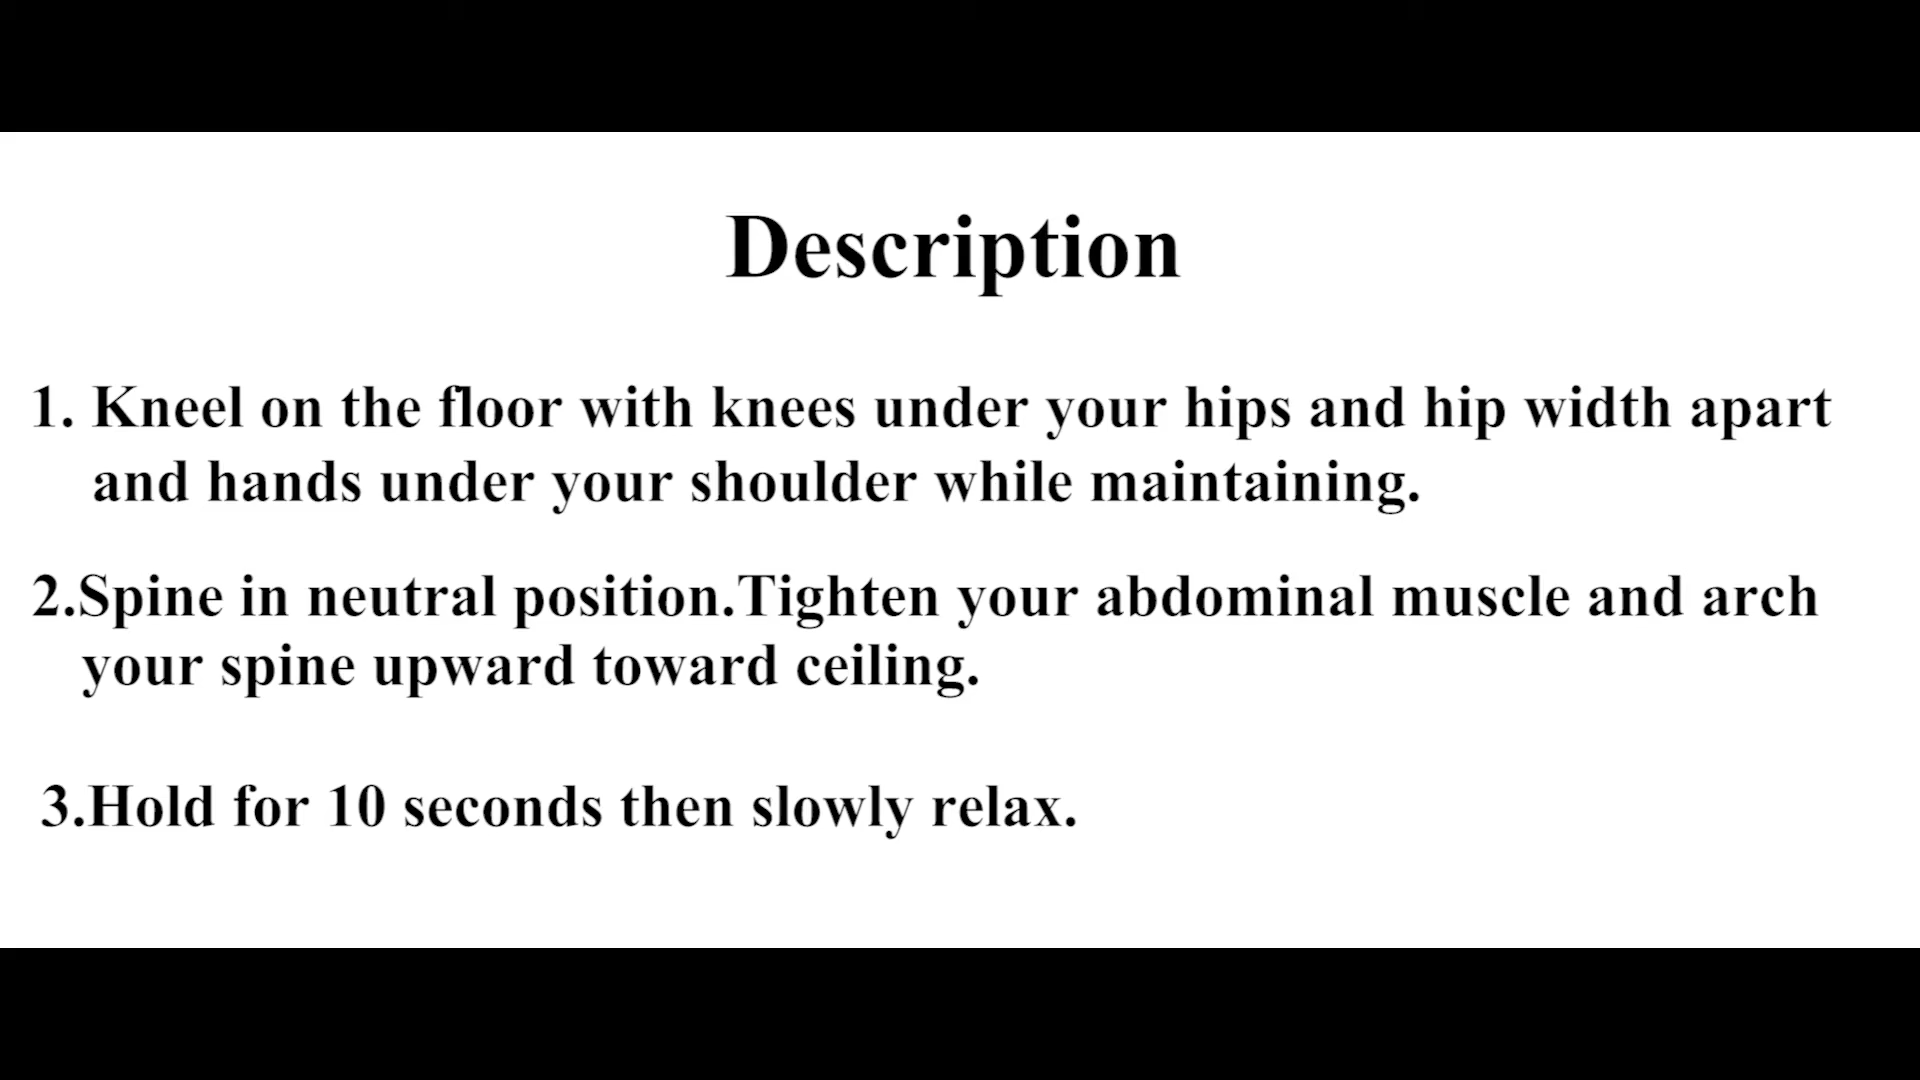 Description
1. Kneel on the floor with knees under your hips and hip width apart
and hands under your shoulder while maintaining.
2.Spine in neutral position.Tighten your abdominal muscle and arch
your spine upward toward ceiling.
3.Hold for 10 seconds then slowly relax.